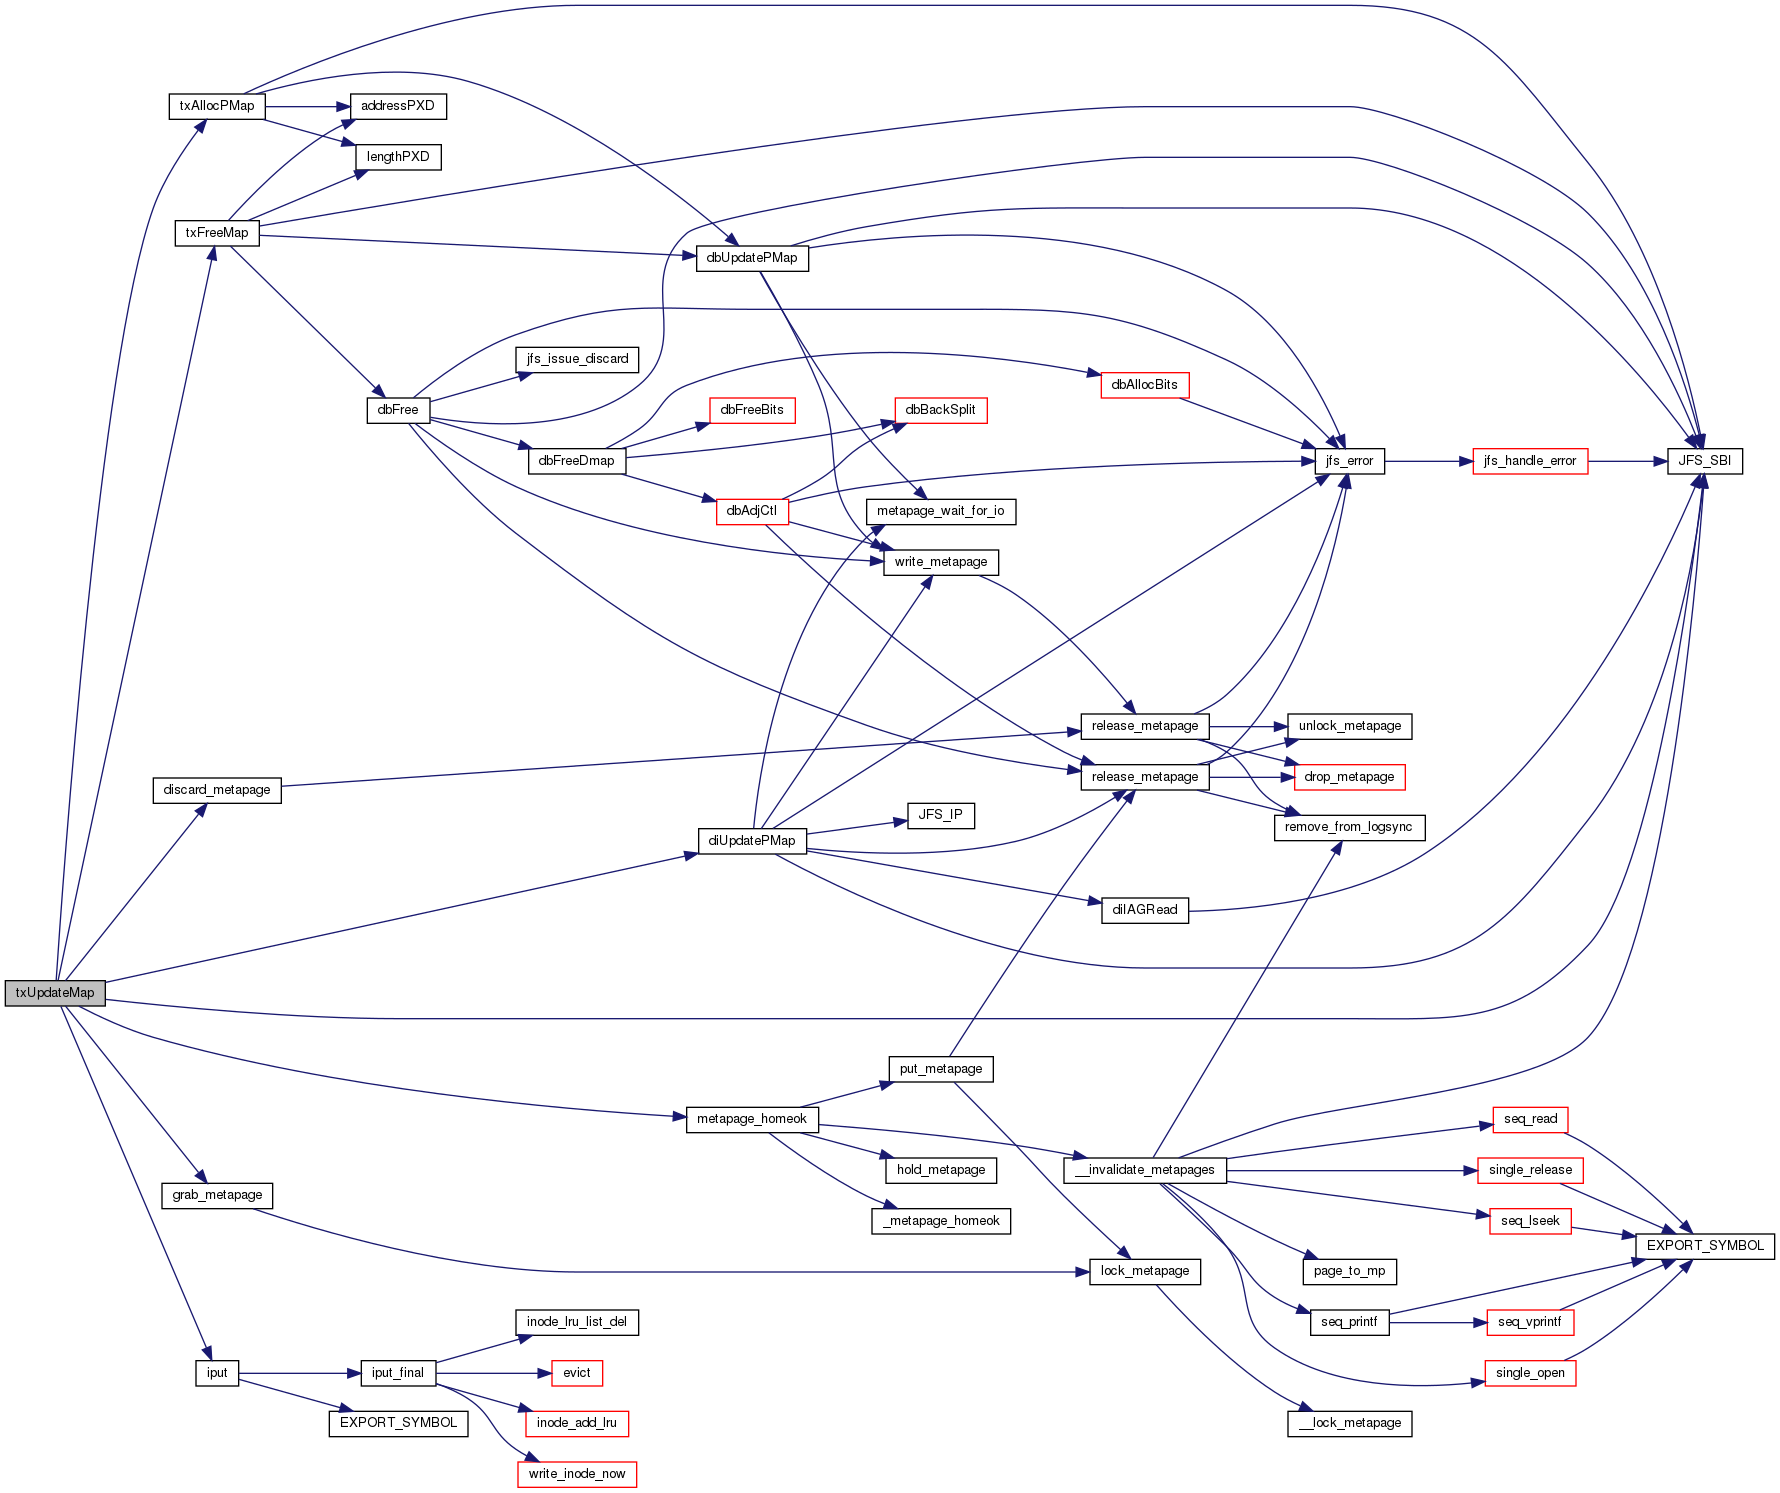 txAllocPMap
addressPXD
lengthPXD
txFreeMap
dbUpdatePMap
jfs_issue_discard
dbAllocBits
dbFree
dbFreeBits
dbBackSplit
dbFreeDmap
jfs_error
jfs_handle_error
JFS_SBI
dbAdjCtl
metapage_wait_for_io
write_metapage
release_metapage
unlock_metapage
release_metapage
drop_metapage
discard_metapage
JFS_IP
remove_from_logsync
diUpdatePMap
diIAGRead
txUpdateMap
put_metapage
metapage_homeok
seq_read
hold_metapage
__invalidate_metapages
single_release
grab_metapage
_metapage_homeok
seq_lseek
EXPORT_SYMBOL
lock_metapage
page_to_mp
inode_lru_list_del
seq_printf
seq_vprintf
iput
iput_final
evict
single_open
EXPORT_SYMBOL
inode_add_lru
__lock_metapage
write_inode_now